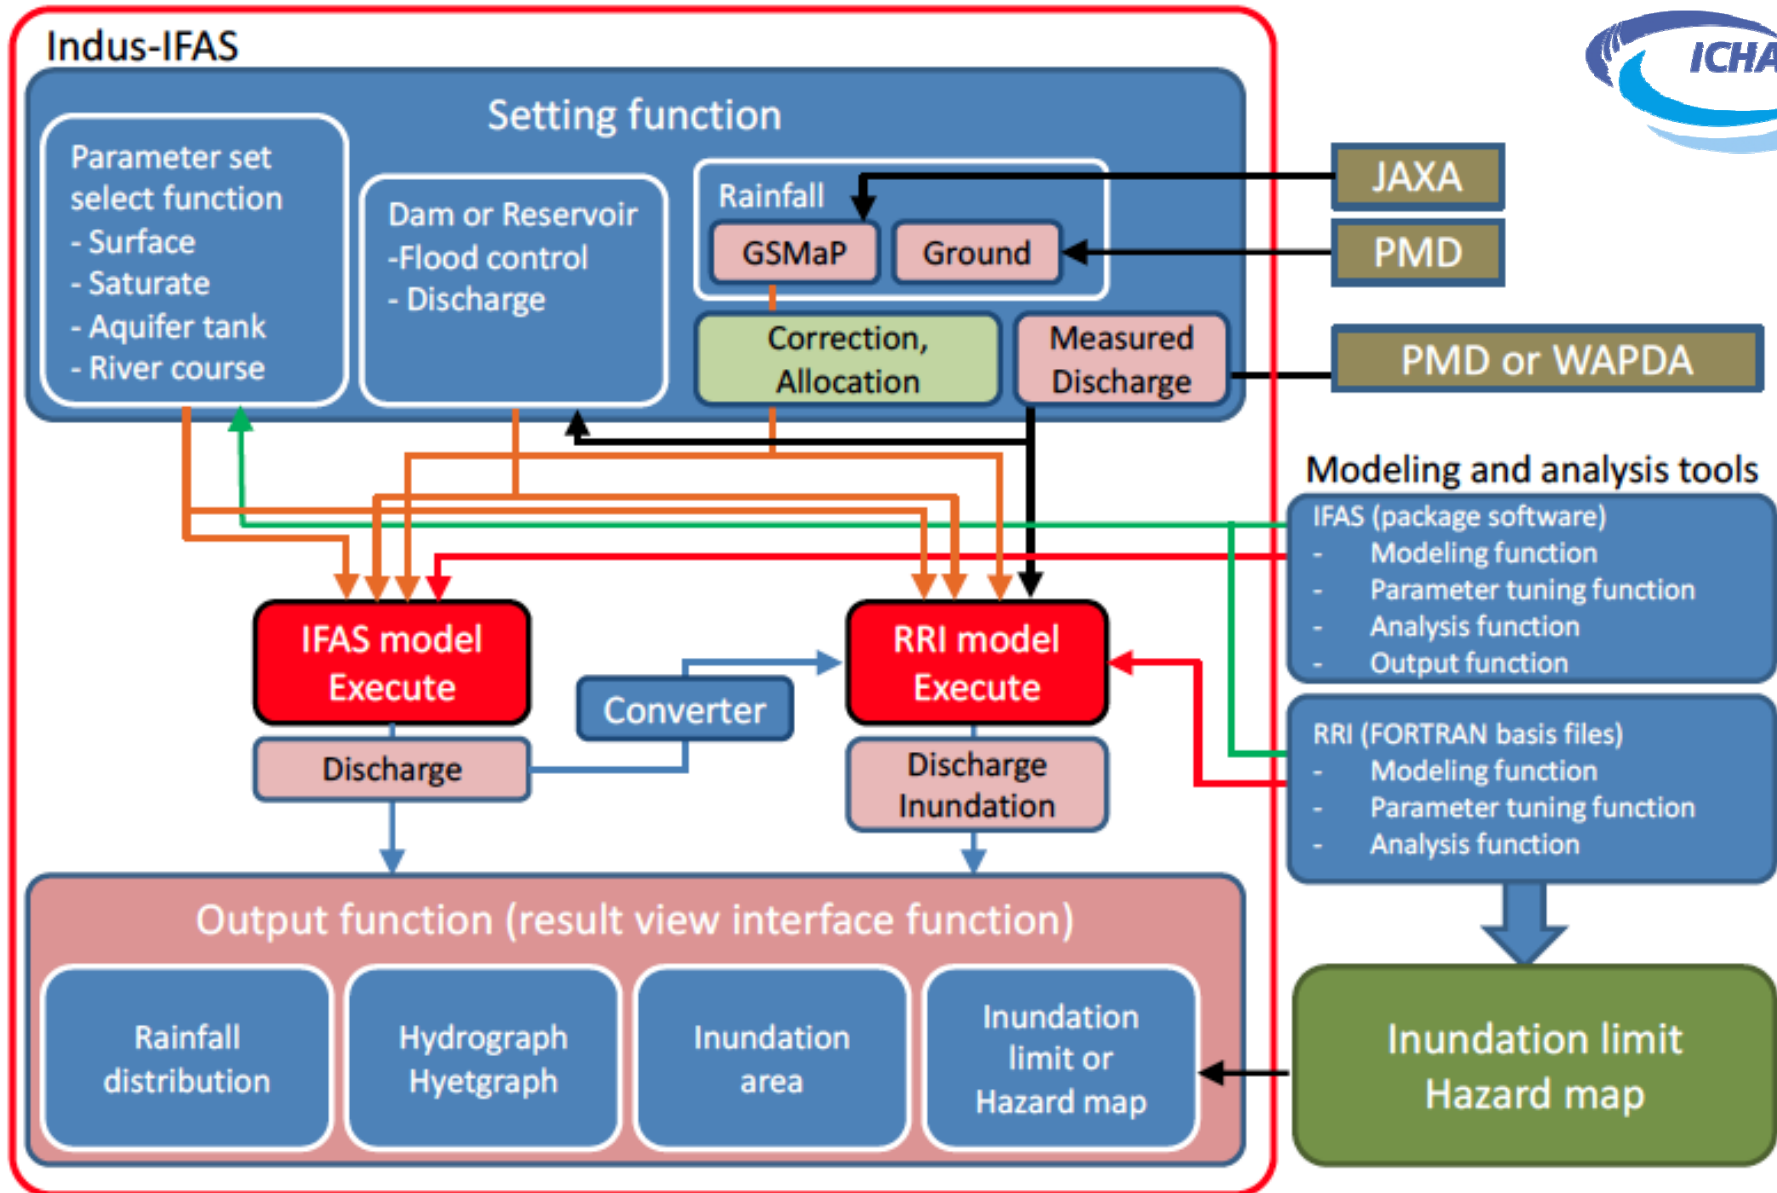 Indus-IFAS
Setting function
Parameter set
select function
- Surface
- Saturate
- Aquifer tank
- River course
Dam or Reservoir
-Flood control
- Discharge
Rainfall
GSMaP
Ground
Correction,
Allocation
Measured
Discharge
ICHA
JAXA
PMD
PMD or WAPDA
Modeling and analysis tools
IFAS (package software)
- Modeling function
- Parameter tuning function
- Analysis function
- Output function
RRI (FORTRAN basis files)
- Modeling function
- Parameter tuning function
- Analysis function
IFAS model
Execute
Converter
RRI model
Execute
Discharge
Discharge
Inundation
Output function (result view interface function)
Rainfall
distribution
Hydrograph
Hyetgraph
Inundation
area
Inundation
limit or
Hazard map
Inundation limit
Hazard map